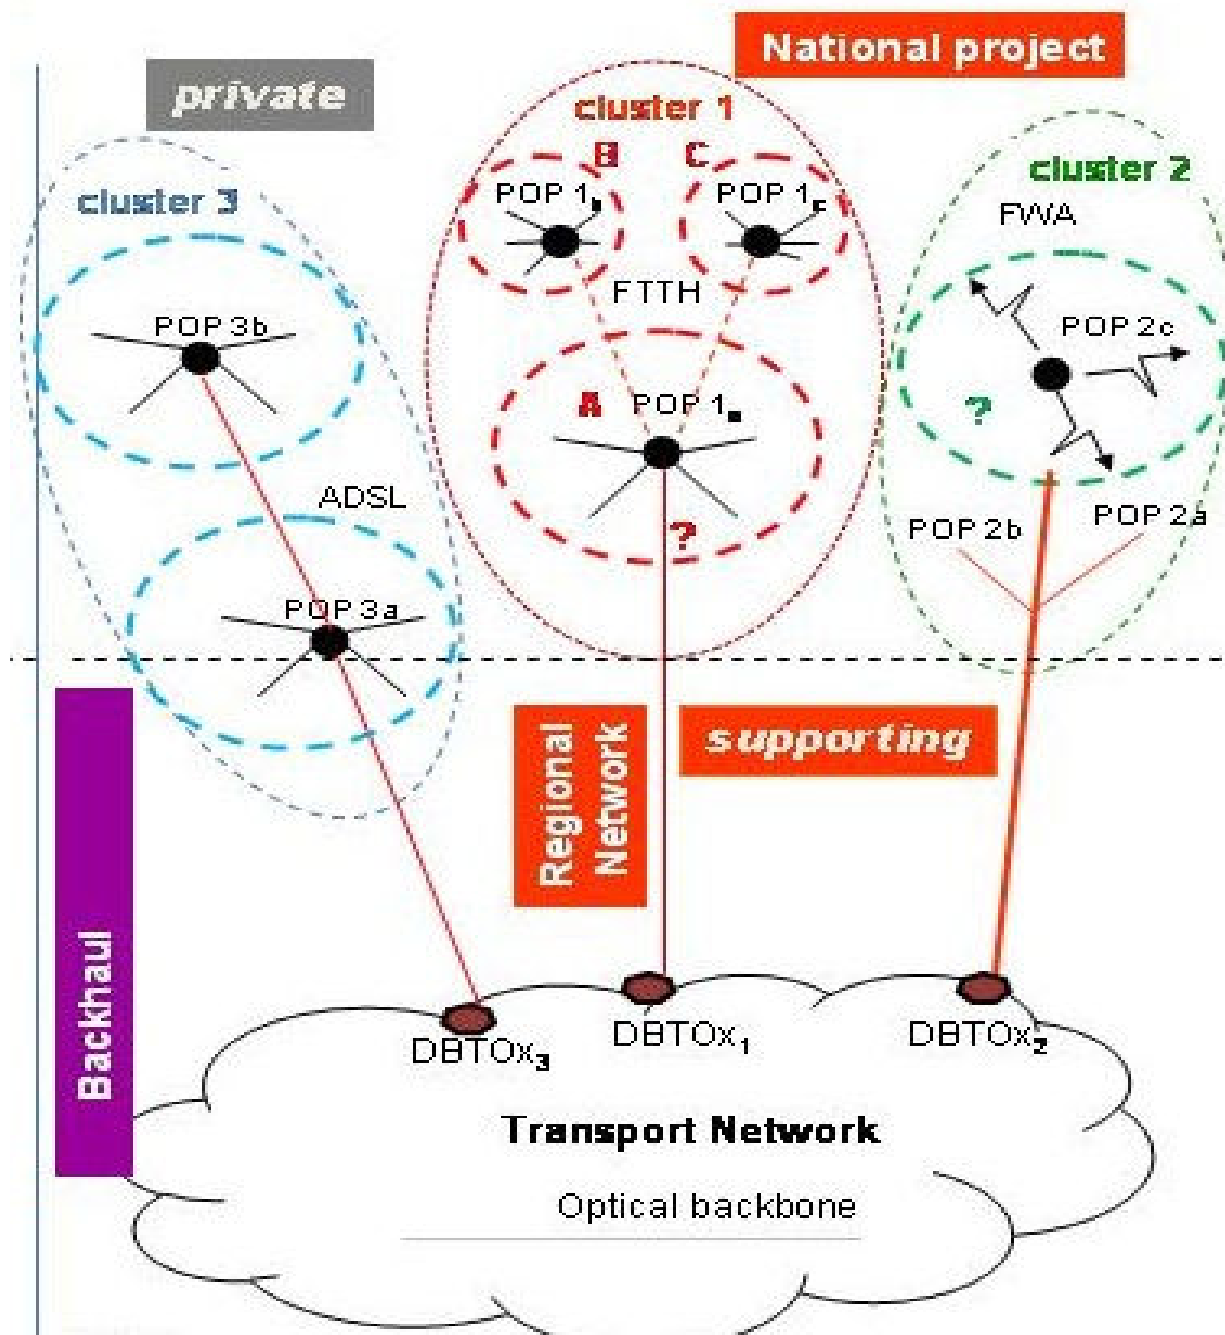 National project
private
cluster 1
cluster 3
cluster 2
B
C
POP 1
POP 1
FWA
FTTH
POP 3b
POP 2c
A
POP 1
?
?
ADSL
POP 2b
POP 2a
POP 3a
Regional
Network
supporting
Backhaul
DBTOx3
DBTOx1
DBTOx2
Transport Network
Optical backbone